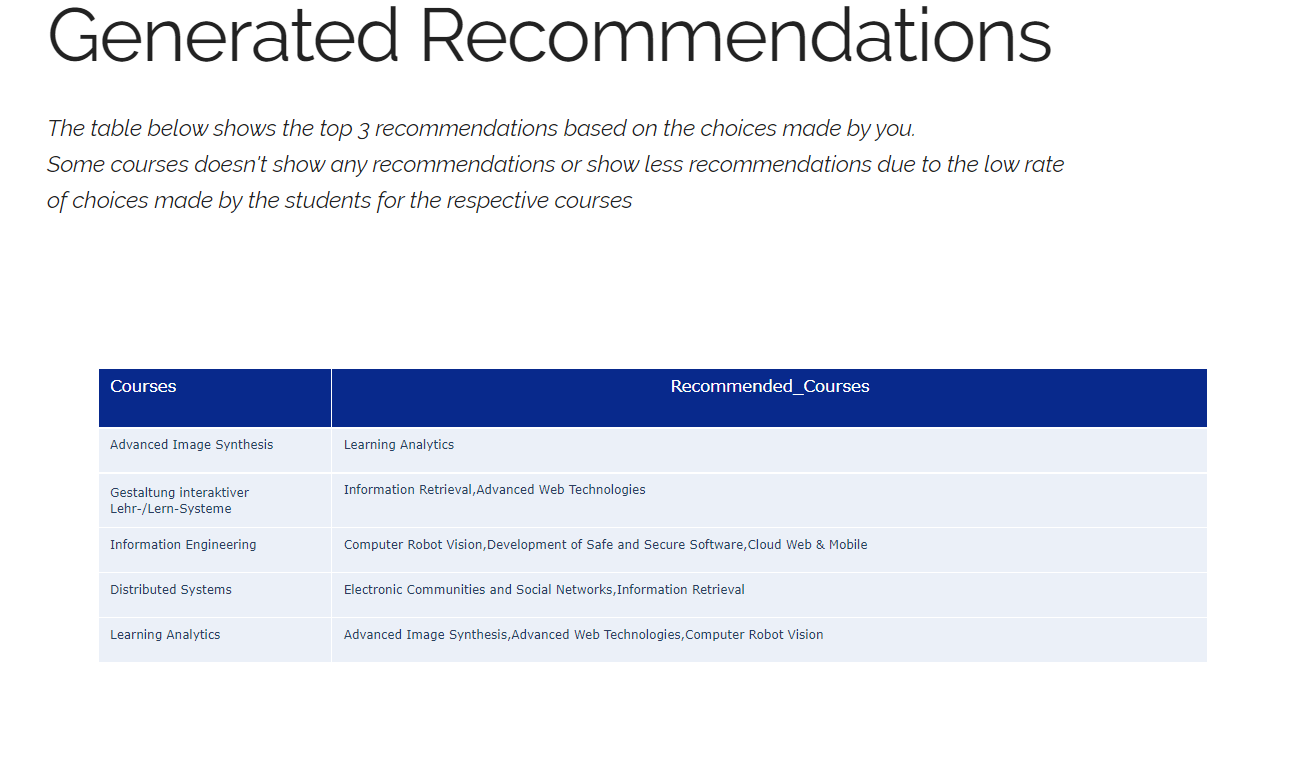 Generated Recommendations
The table below shows the top 3 recommendations based on the choices made by you.
Some courses doesn't show any recommendations or show less recommendations due to the low rate
of choices made by the students for the respective courses
Courses Recommended_Courses
Advanced Image Synthesis Learning Analytics
Gestaltung interaktiver
Lehr-/Lern-Systeme Information Retrieval,Advanced Web Technologies
Information Engineering Computer Robot Vision,Development of Safe and Secure Software,Cloud Web & Mobile
Distributed Systems Electronic Communities and Social Networks,Information Retrieval
Learning Analytics Advanced Image Synthesis,Advanced Web Technologies,Computer Robot Vision